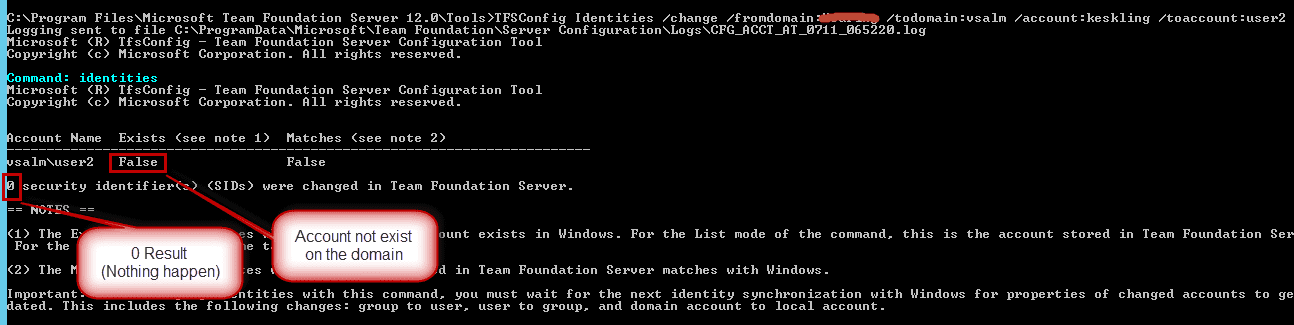 C:\Program Files\Microsoft Team Foundation Server 12.0\Tools>TFSConfig Identities /change /fromdomain: /todomain:vsalm /account:keskling /toaccount:user2
Logging sent to file C:\ProgramData\Microsoft\Team Foundation\Server Configuration\Logs\CFG_ACCT_AT_0711_065220.log
Microsoft (R) TfsConfig - Team Foundation Server Configuration Tool
Copyright (c) Microsoft Corporation. All rights reserved.
Command: identities
Microsoft (R) TfsConfig - Team Foundation Server Configuration Tool
Copyright (c) Microsoft Corporation. All rights reserved.
Account Name Exists (see note 1) Matches (see note 2)
vsalm\user2 False False
0 security identifier(s) (SIDs) were changed in Team Foundation Server.
== NOTES ==
(1) The ount exists in Windows. For the List mode of the command, this is the account stored in Team Foundation Ser
For the
(2) The d in Team Foundation Server matches with Windows.
Important: entities with this command, you must wait for the next identity synchronization with Windows for properties of changed accounts to ge
dated. This includes the following changes: group to user, user to group, and domain account to local account.
0 Result
(Nothing happen)
Account not exist
on the domain